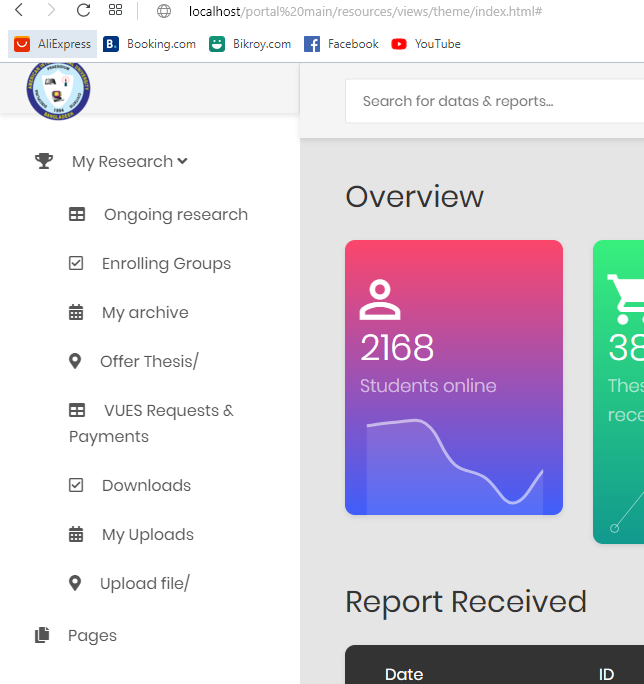 localhost/portal%20main/resources/views/theme/index.html#
AliExpress
Booking.com
Bikroy.com
Facebook
YouTube
BANGLADESH
Search for datas & reports...
My Research
Ongoing research
Enrolling Groups
My archive
Offer Thesis/
VUES Requests &
Payments
Downloads
My Uploads
Upload file/
Pages
Overview
2168
Students online
38
Thes
rece
Report Received
Date
ID